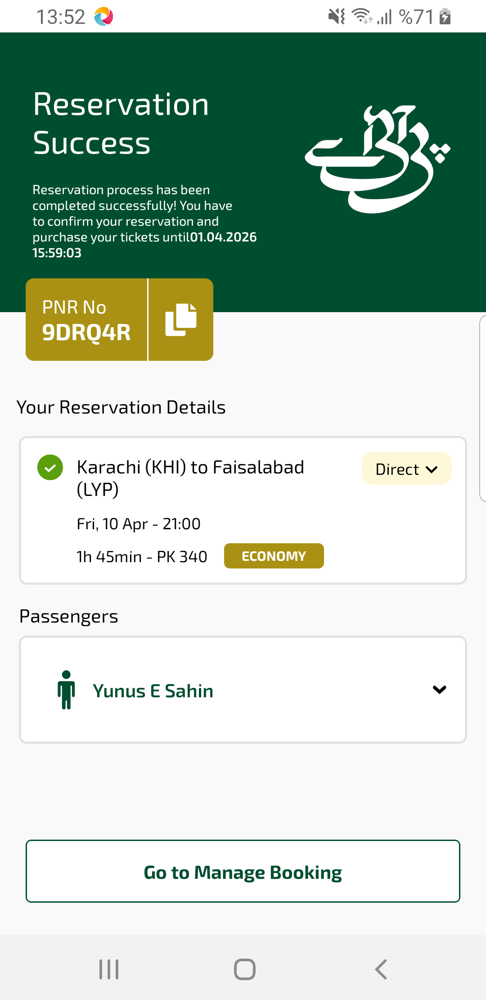 13:52
%71
Reservation
Success
پی آئی اے
Reservation process has been
completed successfully! You have
to confirm your reservation and
purchase your tickets until01.04.2026
15:59:03
PNR No
9DRQ4R
Your Reservation Details
Karachi (KHI) to Faisalabad
(LYP)
Direct
Fri, 10 Apr - 21:00
1h 45min - PK 340
ECONOMY
Passengers
Yunus E Sahin
Go to Manage Booking